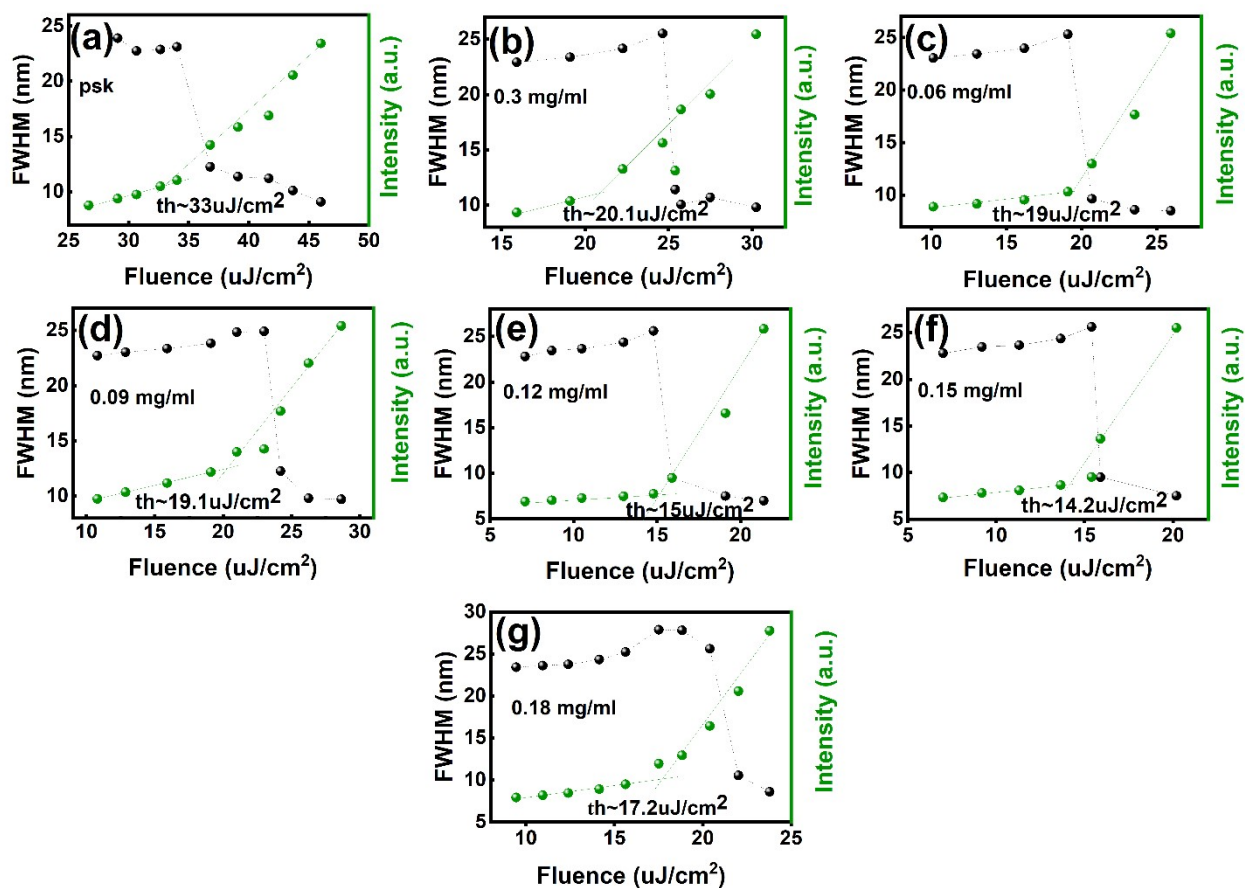 (a)
psk
th~33uJ/cm²
FWHM (nm)
Intensity (a.u.)
25
20
15
10
25 30 35 40 45 50
Fluence (uJ/cm²)
(b)
0.3 mg/ml
th~20.1uJ/cm²
FWHM (nm)
Intensity (a.u.)
25
20
15
10
15 20 25 30
Fluence (uJ/cm²)
(c)
0.06 mg/ml
th~19uJ/cm²
FWHM (nm)
Intensity (a.u.)
25
20
15
10
10 15 20 25
Fluence (uJ/cm²)
(d)
0.09 mg/ml
th~19.1uJ/cm²
FWHM (nm)
Intensity (a.u.)
25
20
15
10
10 15 20 25 30
Fluence (uJ/cm²)
(e)
0.12 mg/ml
th~15uJ/cm²
FWHM (nm)
Intensity (a.u.)
25
20
15
10
5
5 10 15 20
Fluence (uJ/cm²)
(f)
0.15 mg/ml
th~14.2uJ/cm²
FWHM (nm)
Intensity (a.u.)
25
20
15
10
5
5 10 15 20
Fluence (uJ/cm²)
(g)
0.18 mg/ml
th~17.2uJ/cm²
FWHM (nm)
Intensity (a.u.)
30
25
20
15
10
5
10 15 20 25
Fluence (uJ/cm²)